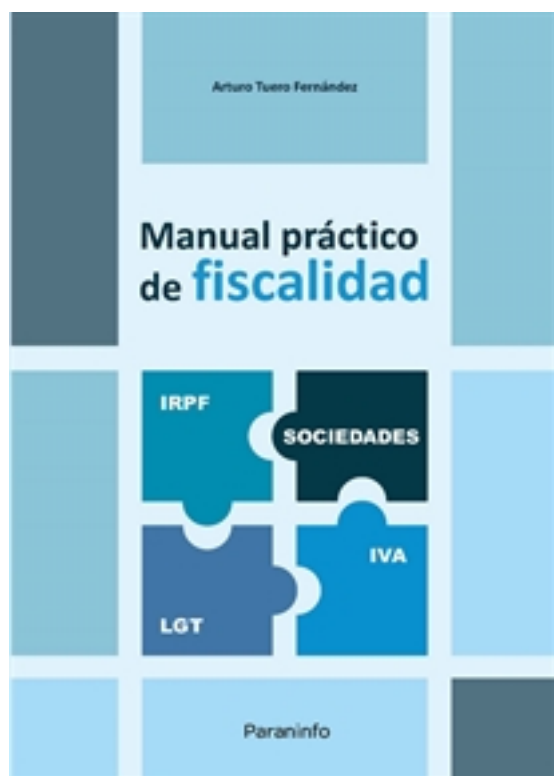 Arturo Tuero Fernández
Manual práctico
de fiscalidad
IRPF
SOCIEDADES
IVA
LGT
Paraninfo